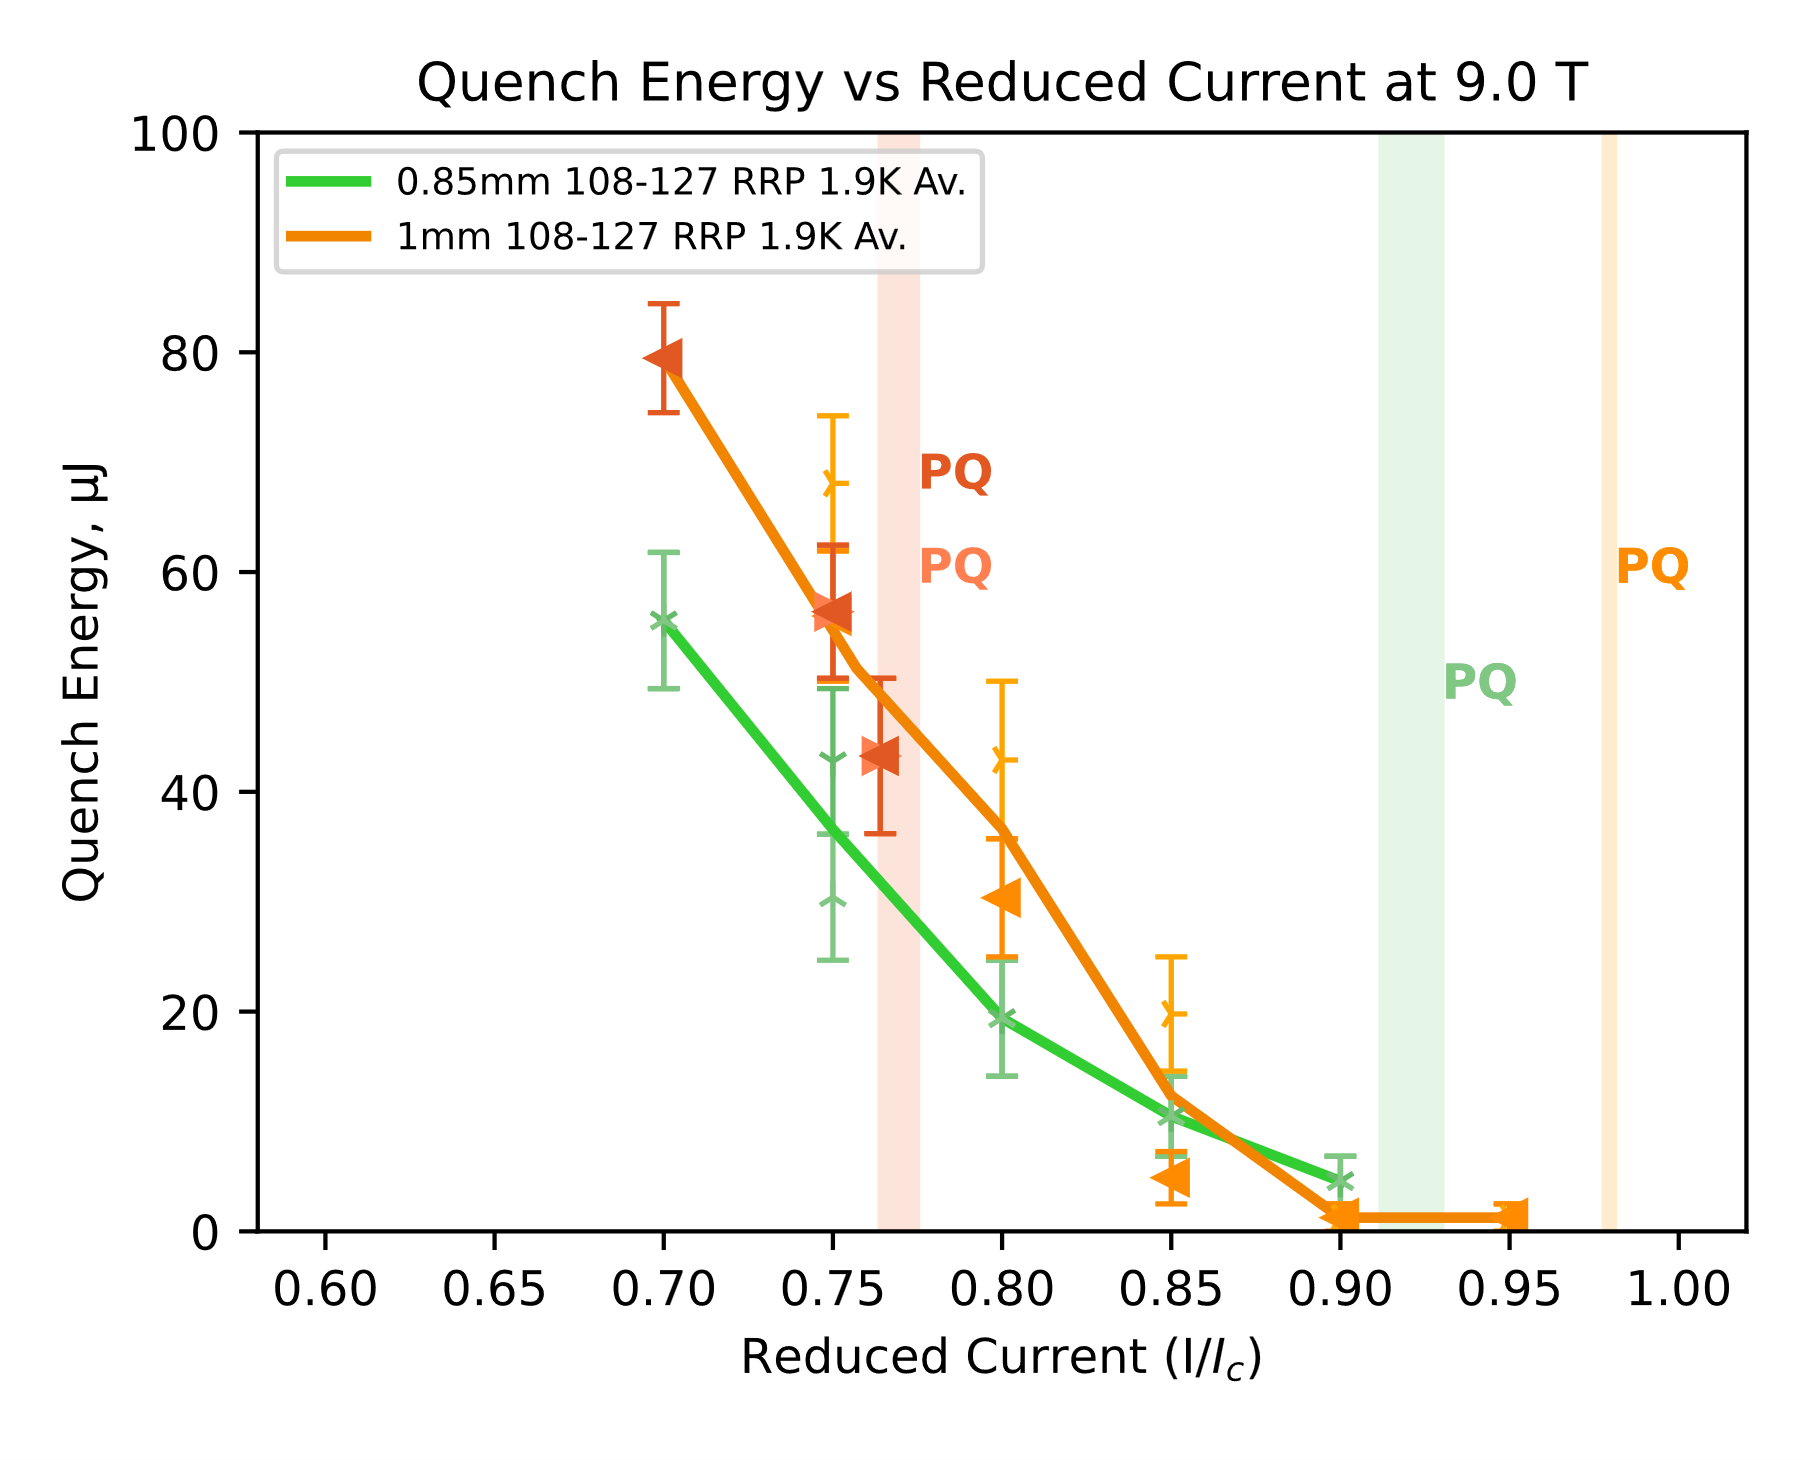 Quench Energy vs Reduced Current at 9.0 T
100
80
60
40
20
0
Quench Energy, µJ
0.85mm 108-127 RRP 1.9K Av.
1mm 108-127 RRP 1.9K Av.
PQ
PQ
PQ
PQ
0.60 0.65 0.70 0.75 0.80 0.85 0.90 0.95 1.00
Reduced Current (I/I_c)